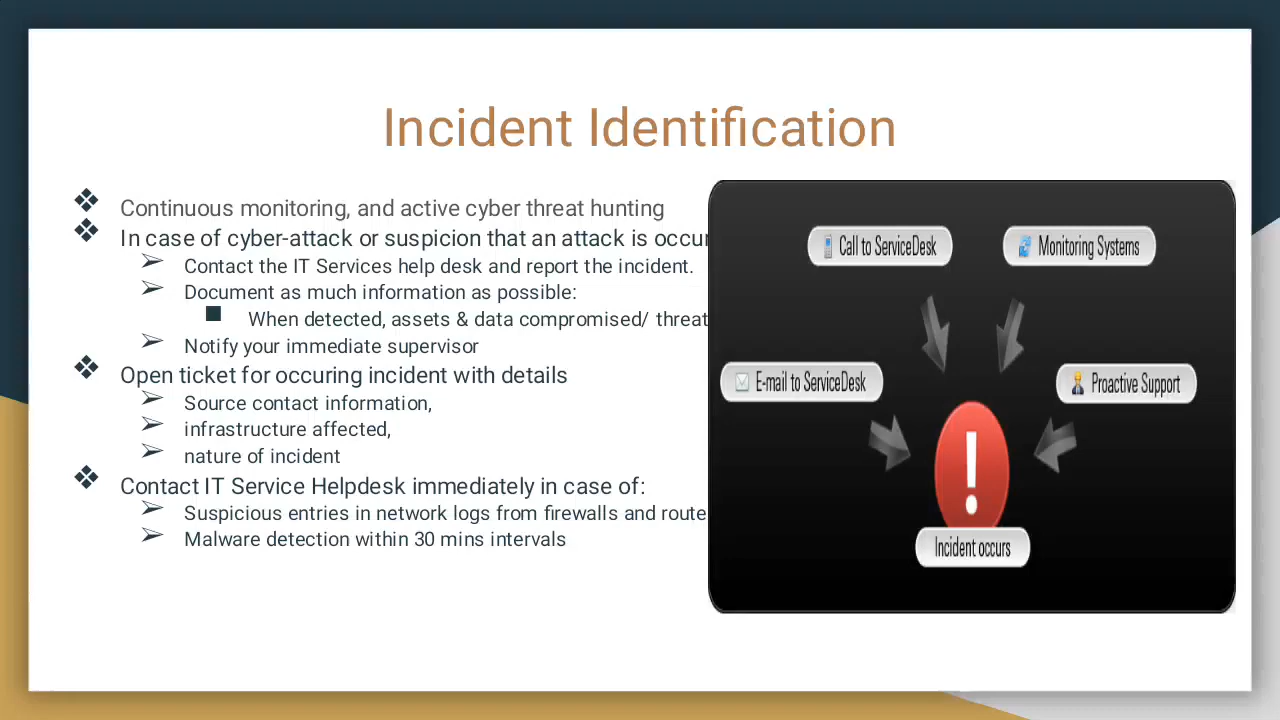 Incident Identification
Continuous monitoring, and active cyber threat hunting
In case of cyber-attack or suspicion that an attack is occur
Contact the IT Services help desk and report the incident.
Document as much information as possible:
When detected, assets & data compromised/ threat
Notify your immediate supervisor
Open ticket for occuring incident with details
Source contact information,
infrastructure affected,
nature of incident
Contact IT Service Helpdesk immediately in case of:
Suspicious entries in network logs from firewalls and route
Malware detection within 30 mins intervals
Call to ServiceDesk
Monitoring Systems
E-mail to ServiceDesk
Proactive Support
!
Incident occurs